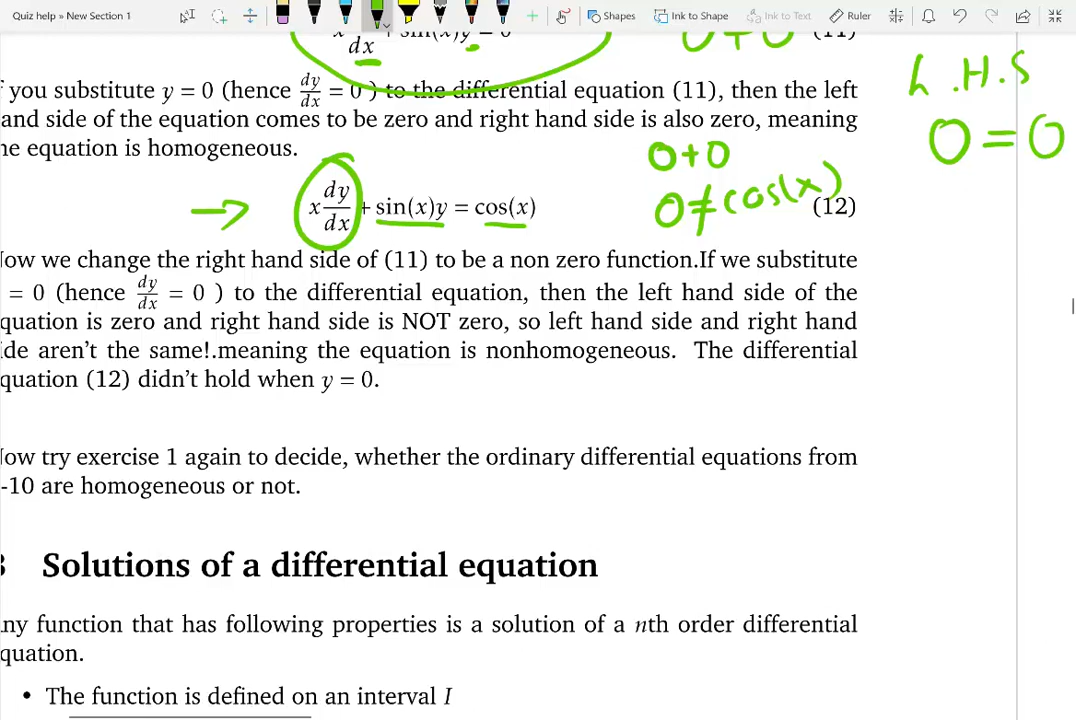 Quiz help » New Section 1
Shapes
Ink to Shape
Ink to Text
Ruler
dx
+ sin(x)y = 0
0+0
(11)
L.H.S
you substitute y = 0 (hence dy/dx = 0 ) to the differential equation (11), then the left
and side of the equation comes to be zero and right hand side is also zero, meaning
0=0
he equation is homogeneous.
0+0
x dy/dx + sin(x)y = cos(x)
0≠cos(x)
(12)
Now we change the right hand side of (11) to be a non zero function.If we substitute
= 0 (hence dy/dx = 0 ) to the differential equation, then the left hand side of the
quation is zero and right hand side is NOT zero, so left hand side and right hand
ide aren't the same!.meaning the equation is nonhomogeneous. The differential
quation (12) didn't hold when y = 0.
Now try exercise 1 again to decide, whether the ordinary differential equations from
-10 are homogeneous or not.
3 Solutions of a differential equation
ny function that has following properties is a solution of a nth order differential
quation.
• The function is defined on an interval I